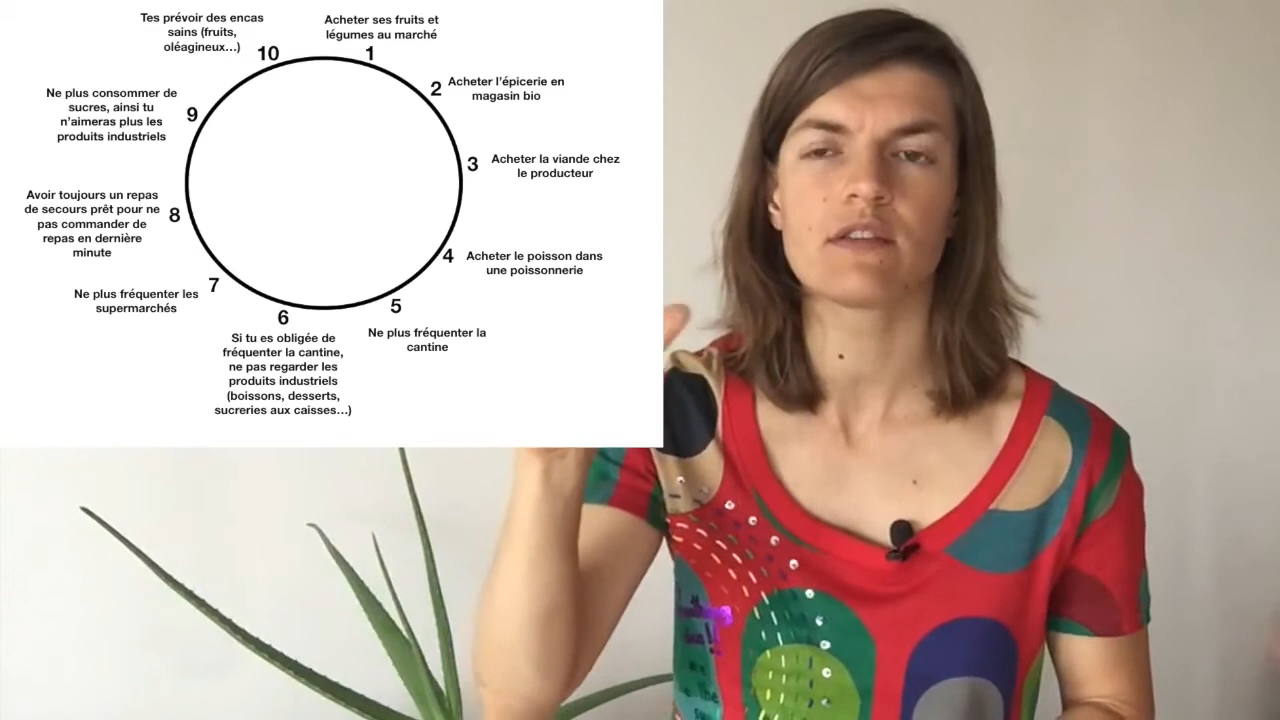 Tes prévoir des encas
sains (fruits,
oléagineux...)
10
Acheter ses fruits et
légumes au marché
1
2
Acheter l'épicerie en
magasin bio
3
Acheter la viande chez
le producteur
4
Acheter le poisson dans
une poissonnerie
5
Ne plus fréquenter la
cantine
6
Si tu es obligée de
fréquenter la cantine,
ne pas regarder les
produits industriels
(boissons, desserts,
sucreries aux caisses...)
7
Ne plus fréquenter les
supermarchés
8
Avoir toujours un repas
de secours prêt pour ne
pas commander de
repas en dernière
minute
9
Ne plus consommer de
sucres, ainsi tu
n'aimeras plus les
produits industriels